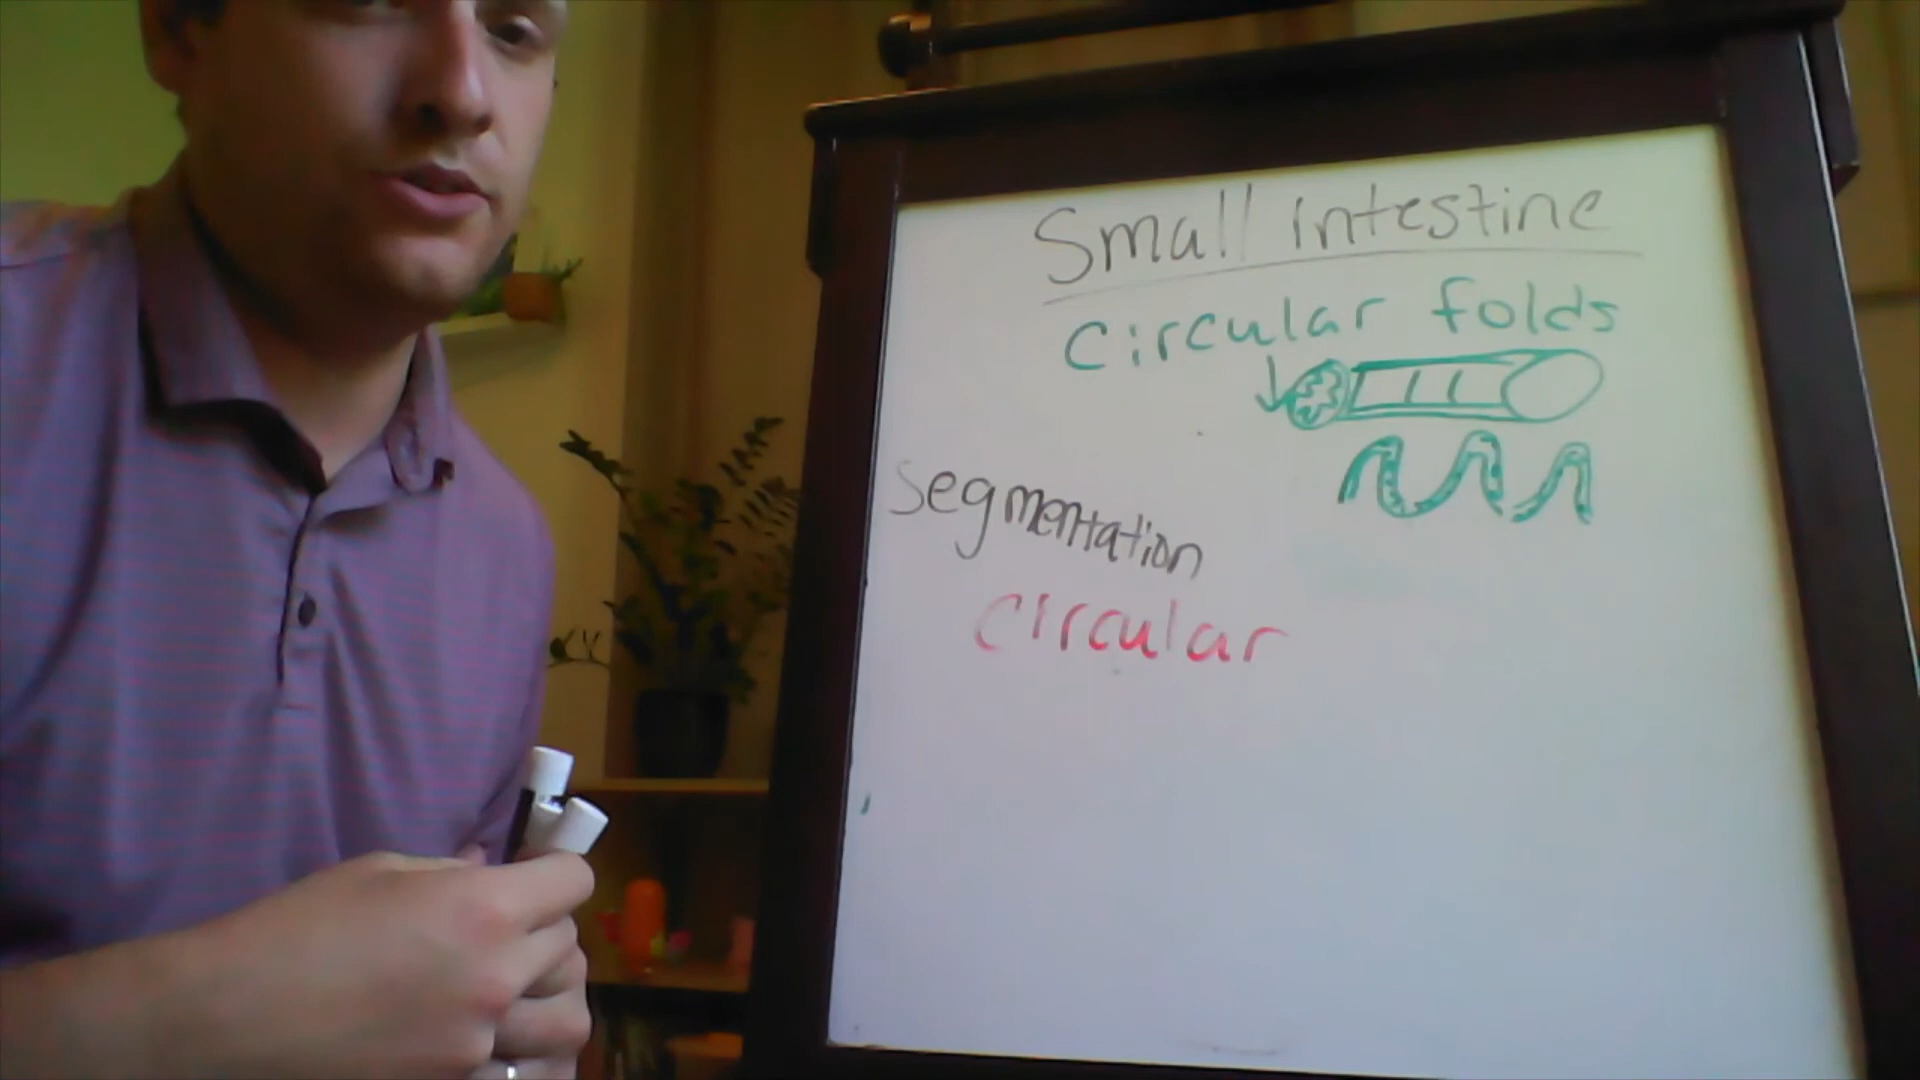 Small intestine
Circular folds
Segmentation
Circular